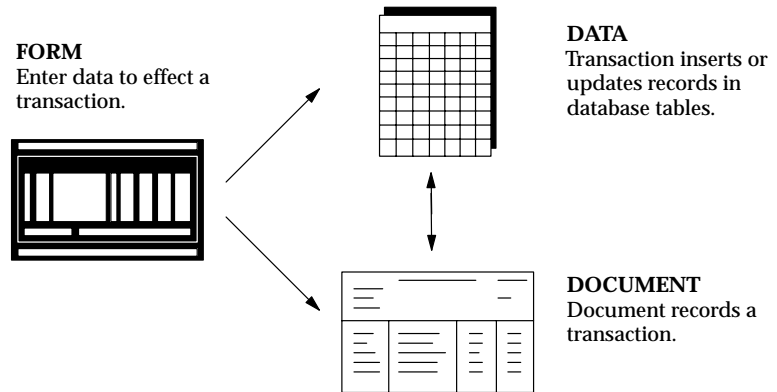 FORM
Enter data to effect a
transaction.
DATA
Transaction inserts or
updates records in
database tables.
DOCUMENT
Document records a
transaction.